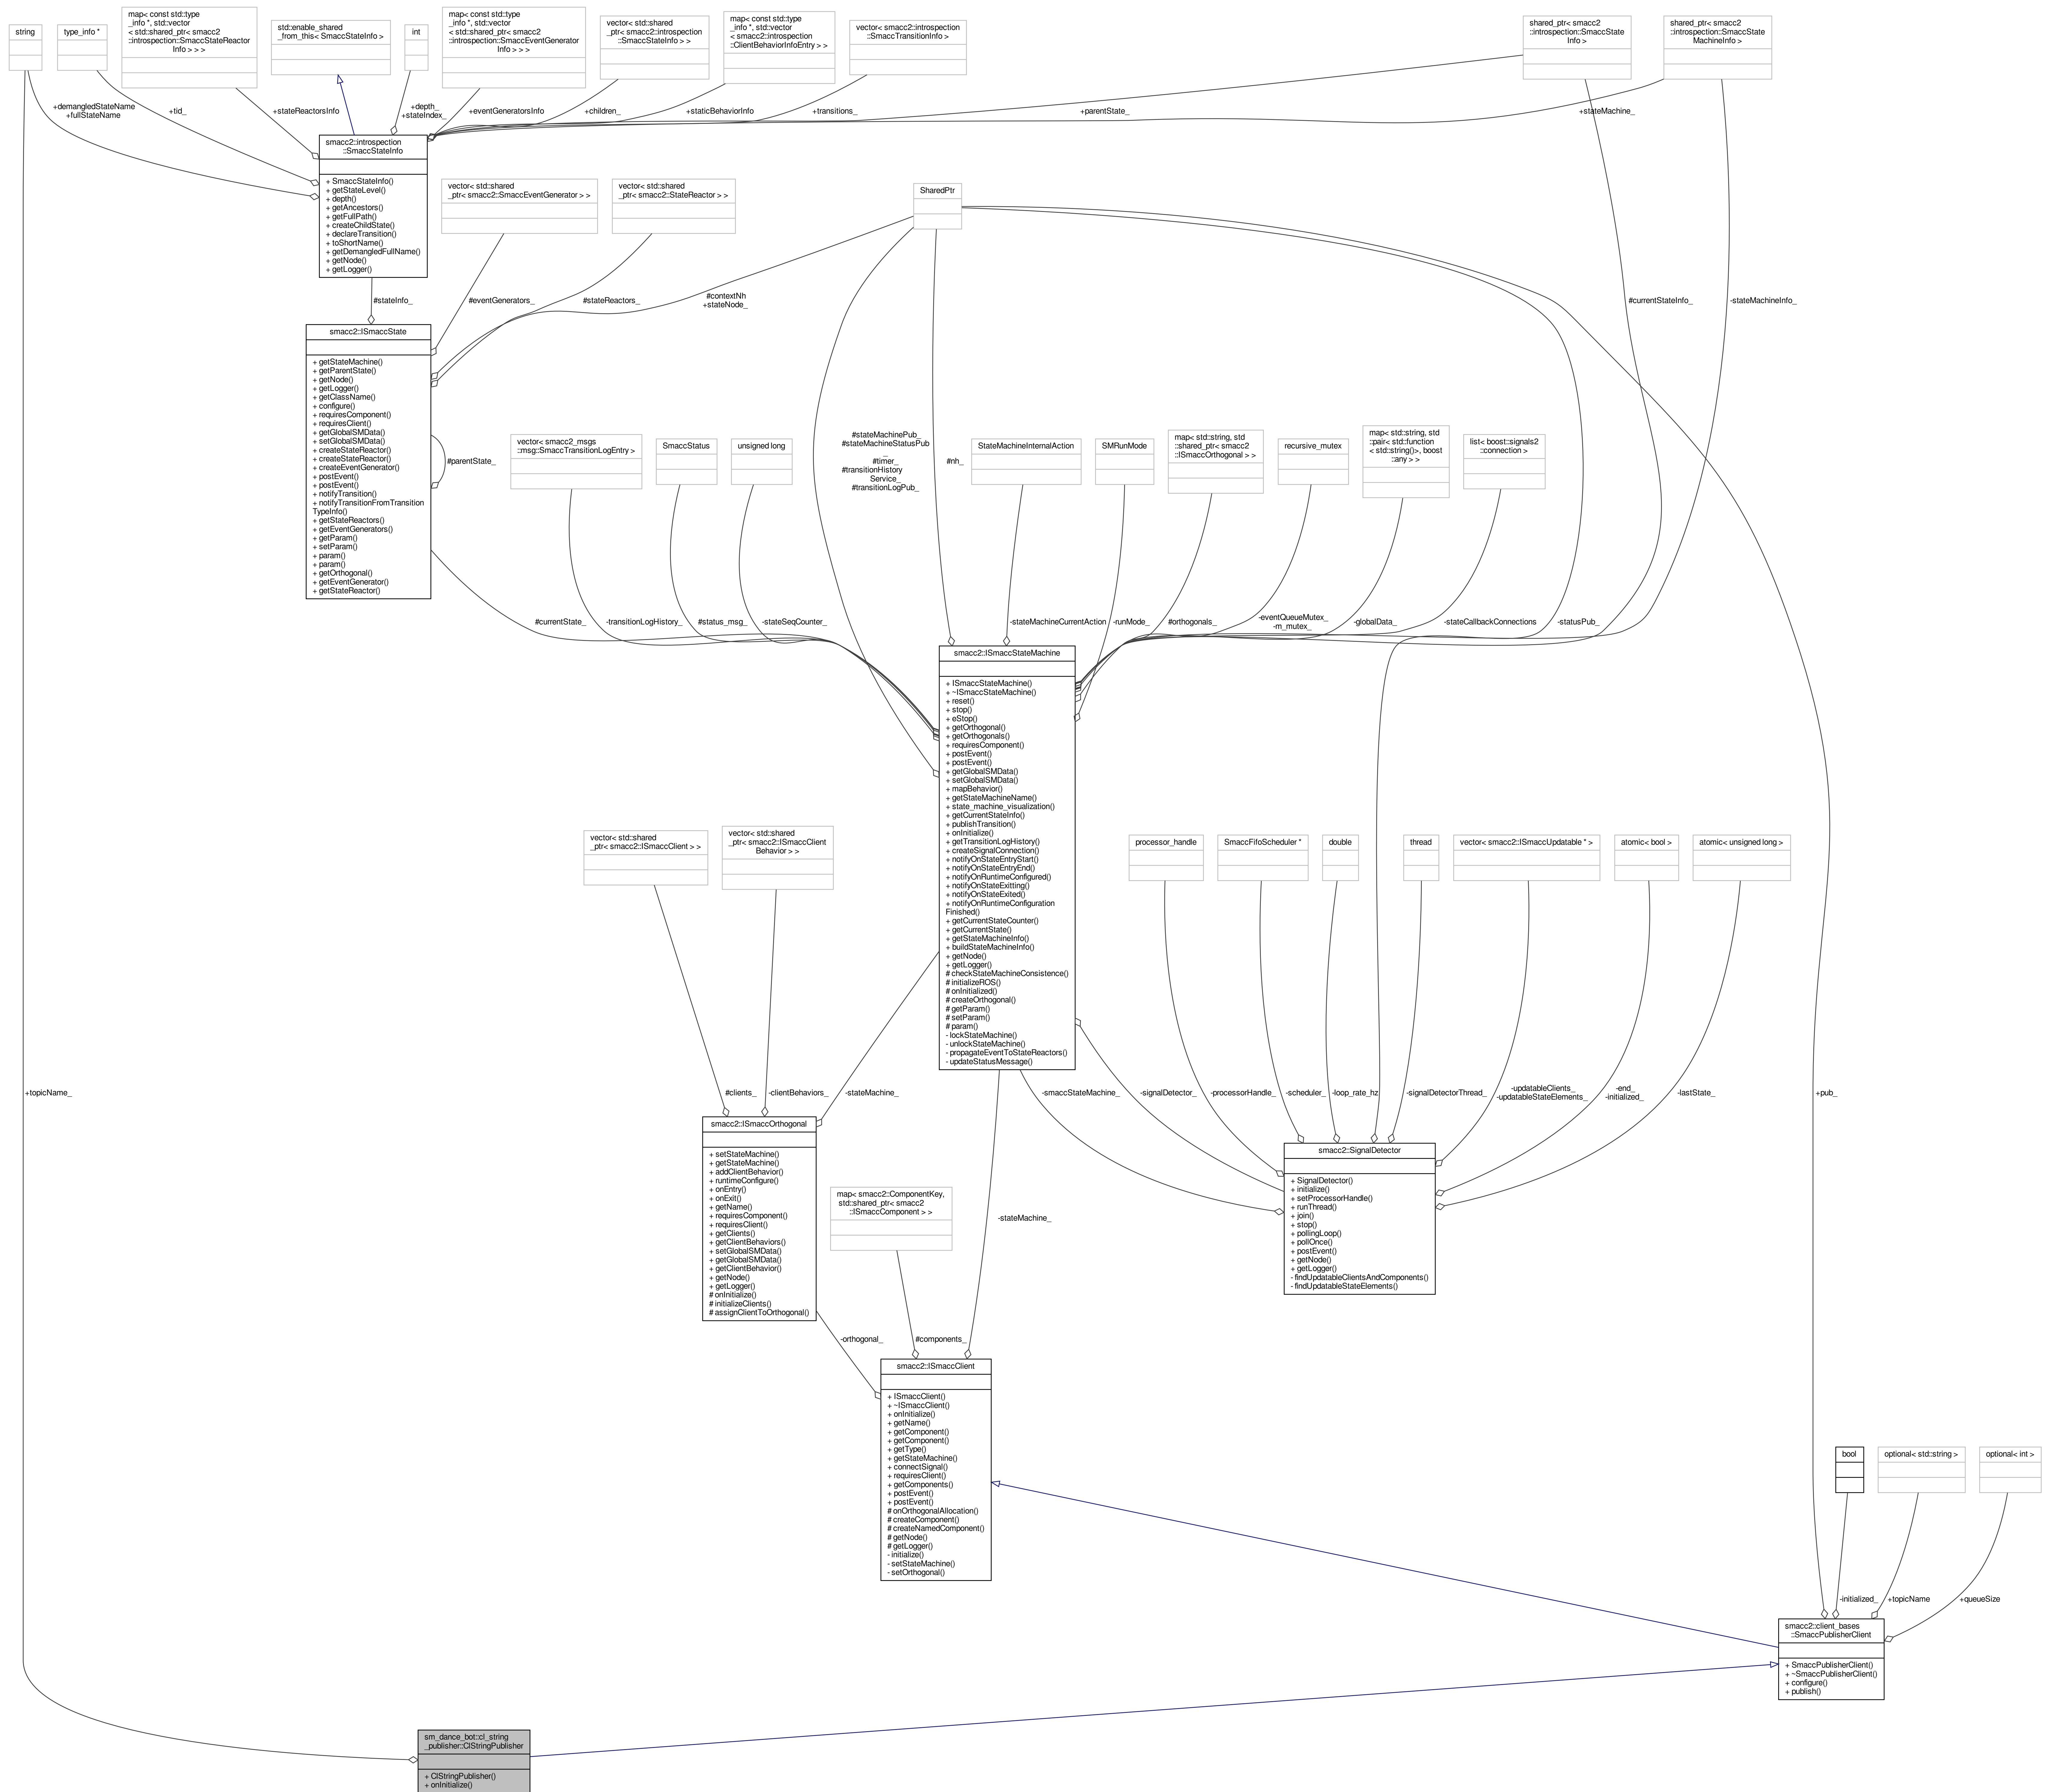 string
type_info *
map< const std::type
_info *, std::vector
< std::shared_ptr< smacc2
::introspection::SmaccStateReactor
Info > > >
std::enable_shared
_from_this< SmaccStateInfo >
int
map< const std::type
_info *, std::vector
< std::shared_ptr< smacc2
::introspection::SmaccEventGenerator
Info > > >
vector< std::shared
_ptr< smacc2::introspection
::SmaccStateInfo > >
map< const std::type
_info *, std::vector
< smacc2::introspection
::ClientBehaviorInfoEntry > >
vector< smacc2::introspection
::SmaccTransitionInfo >
shared_ptr< smacc2
::introspection::SmaccState
Info >
shared_ptr< smacc2
::introspection::SmaccState
MachineInfo >
+demangledStateName
+fullStateName
+tid_
+stateReactorsInfo
+depth_
+stateIndex_
+eventGeneratorsInfo
+children_
+staticBehaviorInfo
+transitions_
+parentState_
+stateMachine_
smacc2::introspection
::SmaccStateInfo
+ SmaccStateInfo()
+ getStateLevel()
+ depth()
+ getAncestors()
+ getFullPath()
+ createChildState()
+ declareTransition()
+ toShortName()
+ getDemangledFullName()
+ getNode()
+ getLogger()
vector< std::shared
_ptr< smacc2::SmaccEventGenerator > >
vector< std::shared
_ptr< smacc2::StateReactor > >
SharedPtr
#stateInfo_
#eventGenerators_
#stateReactors_
#contextNh
+stateNode_
#currentStateInfo_
-stateMachineInfo_
smacc2::ISmaccState
+ getStateMachine()
+ getParentState()
+ getNode()
+ getLogger()
+ getClassName()
+ configure()
+ requiresComponent()
+ requiresClient()
+ getGlobalSMData()
+ setGlobalSMData()
+ createStateReactor()
+ createStateReactor()
+ createEventGenerator()
+ postEvent()
+ postEvent()
+ notifyTransition()
+ notifyTransitionFromTransition
TypeInfo()
+ getStateReactors()
+ getEventGenerators()
+ getParam()
+ setParam()
+ param()
+ param()
+ getOrthogonal()
+ getEventGenerator()
+ getStateReactor()
#parentState_
vector< smacc2_msgs
::msg::SmaccTransitionLogEntry >
SmaccStatus
unsigned long
#stateMachinePub_
#stateMachineStatusPub
_
#timer_
#transitionHistory
Service_
#transitionLogPub_
#nh_
StateMachineInternalAction
SMRunMode
map< std::string, std
::shared_ptr< smacc2
::ISmaccOrthogonal > >
recursive_mutex
map< std::string, std
::pair< std::function
< std::string()>, boost
::any > >
list< boost::signals2
::connection >
#currentState_
-transitionLogHistory_
#status_msg_
-stateSeqCounter_
-stateMachineCurrentAction
-runMode_
#orthogonals_
-eventQueueMutex_
-m_mutex_
-globalData_
-stateCallbackConnections
-statusPub_
smacc2::ISmaccStateMachine
+ ISmaccStateMachine()
+ ~ISmaccStateMachine()
+ reset()
+ stop()
+ eStop()
+ getOrthogonal()
+ getOrthogonals()
+ requiresComponent()
+ postEvent()
+ postEvent()
+ getGlobalSMData()
+ setGlobalSMData()
+ mapBehavior()
+ getStateMachineName()
+ state_machine_visualization()
+ getCurrentStateInfo()
+ publishTransition()
+ onInitialize()
+ getTransitionLogHistory()
+ createSignalConnection()
+ notifyOnStateEntryStart()
+ notifyOnStateEntryEnd()
+ notifyOnRuntimeConfigured()
+ notifyOnStateExitting()
+ notifyOnStateExited()
+ notifyOnRuntimeConfiguration
Finished()
+ getCurrentStateCounter()
+ getCurrentState()
+ getStateMachineInfo()
+ buildStateMachineInfo()
+ getNode()
+ getLogger()
# checkStateMachineConsistence()
# initializeROS()
# onInitialized()
# createOrthogonal()
# getParam()
# setParam()
# param()
- lockStateMachine()
- unlockStateMachine()
- propagateEventToStateReactors()
- updateStatusMessage()
vector< std::shared
_ptr< smacc2::ISmaccClient > >
vector< std::shared
_ptr< smacc2::ISmaccClient
Behavior > >
processor_handle
SmaccFifoScheduler *
double
thread
vector< smacc2::ISmaccUpdatable * >
atomic< bool >
atomic< unsigned long >
+topicName_
#clients_
-clientBehaviors_
-stateMachine_
-smaccStateMachine_
-signalDetector_
-processorHandle_
-scheduler_
-loop_rate_hz
-signalDetectorThread_
-updatableClients_
-updatableStateElements_
-end_
-initialized_
-lastState_
+pub_
smacc2::ISmaccOrthogonal
+ setStateMachine()
+ getStateMachine()
+ addClientBehavior()
+ runtimeConfigure()
+ onEntry()
+ onExit()
+ getName()
+ requiresComponent()
+ requiresClient()
+ getClients()
+ getClientBehaviors()
+ setGlobalSMData()
+ getGlobalSMData()
+ getClientBehavior()
+ getNode()
+ getLogger()
# onInitialize()
# initializeClients()
# assignClientToOrthogonal()
smacc2::SignalDetector
+ SignalDetector()
+ initialize()
+ setProcessorHandle()
+ runThread()
+ join()
+ stop()
+ pollingLoop()
+ pollOnce()
+ postEvent()
+ getNode()
+ getLogger()
- findUpdatableClientsAndComponents()
- findUpdatableStateElements()
map< smacc2::ComponentKey,
std::shared_ptr< smacc2
::ISmaccComponent > >
-stateMachine_
-orthogonal_
#components_
smacc2::ISmaccClient
+ ISmaccClient()
+ ~ISmaccClient()
+ onInitialize()
+ getName()
+ getComponent()
+ getComponent()
+ getType()
+ getStateMachine()
+ connectSignal()
+ requiresClient()
+ getComponents()
+ postEvent()
+ postEvent()
# onOrthogonalAllocation()
# createComponent()
# createNamedComponent()
# getNode()
# getLogger()
- initialize()
- setStateMachine()
- setOrthogonal()
bool
optional< std::string >
optional< int >
-initialized_
+topicName
+queueSize
smacc2::client_bases
::SmaccPublisherClient
+ SmaccPublisherClient()
+ ~SmaccPublisherClient()
+ configure()
+ publish()
sm_dance_bot::cl_string
_publisher::ClStringPublisher
+ ClStringPublisher()
+ onInitialize()